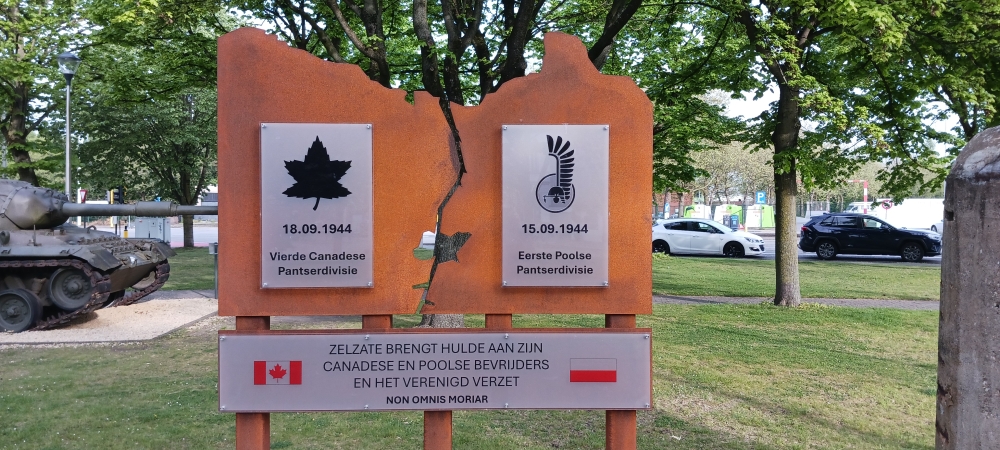 18.09.1944
Vierde Canadese
Pantserdivisie
15.09.1944
Eerste Poolse
Pantserdivisie
ZELZATE BRENGT HULDE AAN ZIJN
CANADESE EN POOLSE BEVRIJDERS
EN HET VERENIGD VERZET
NON OMNIS MORIAR